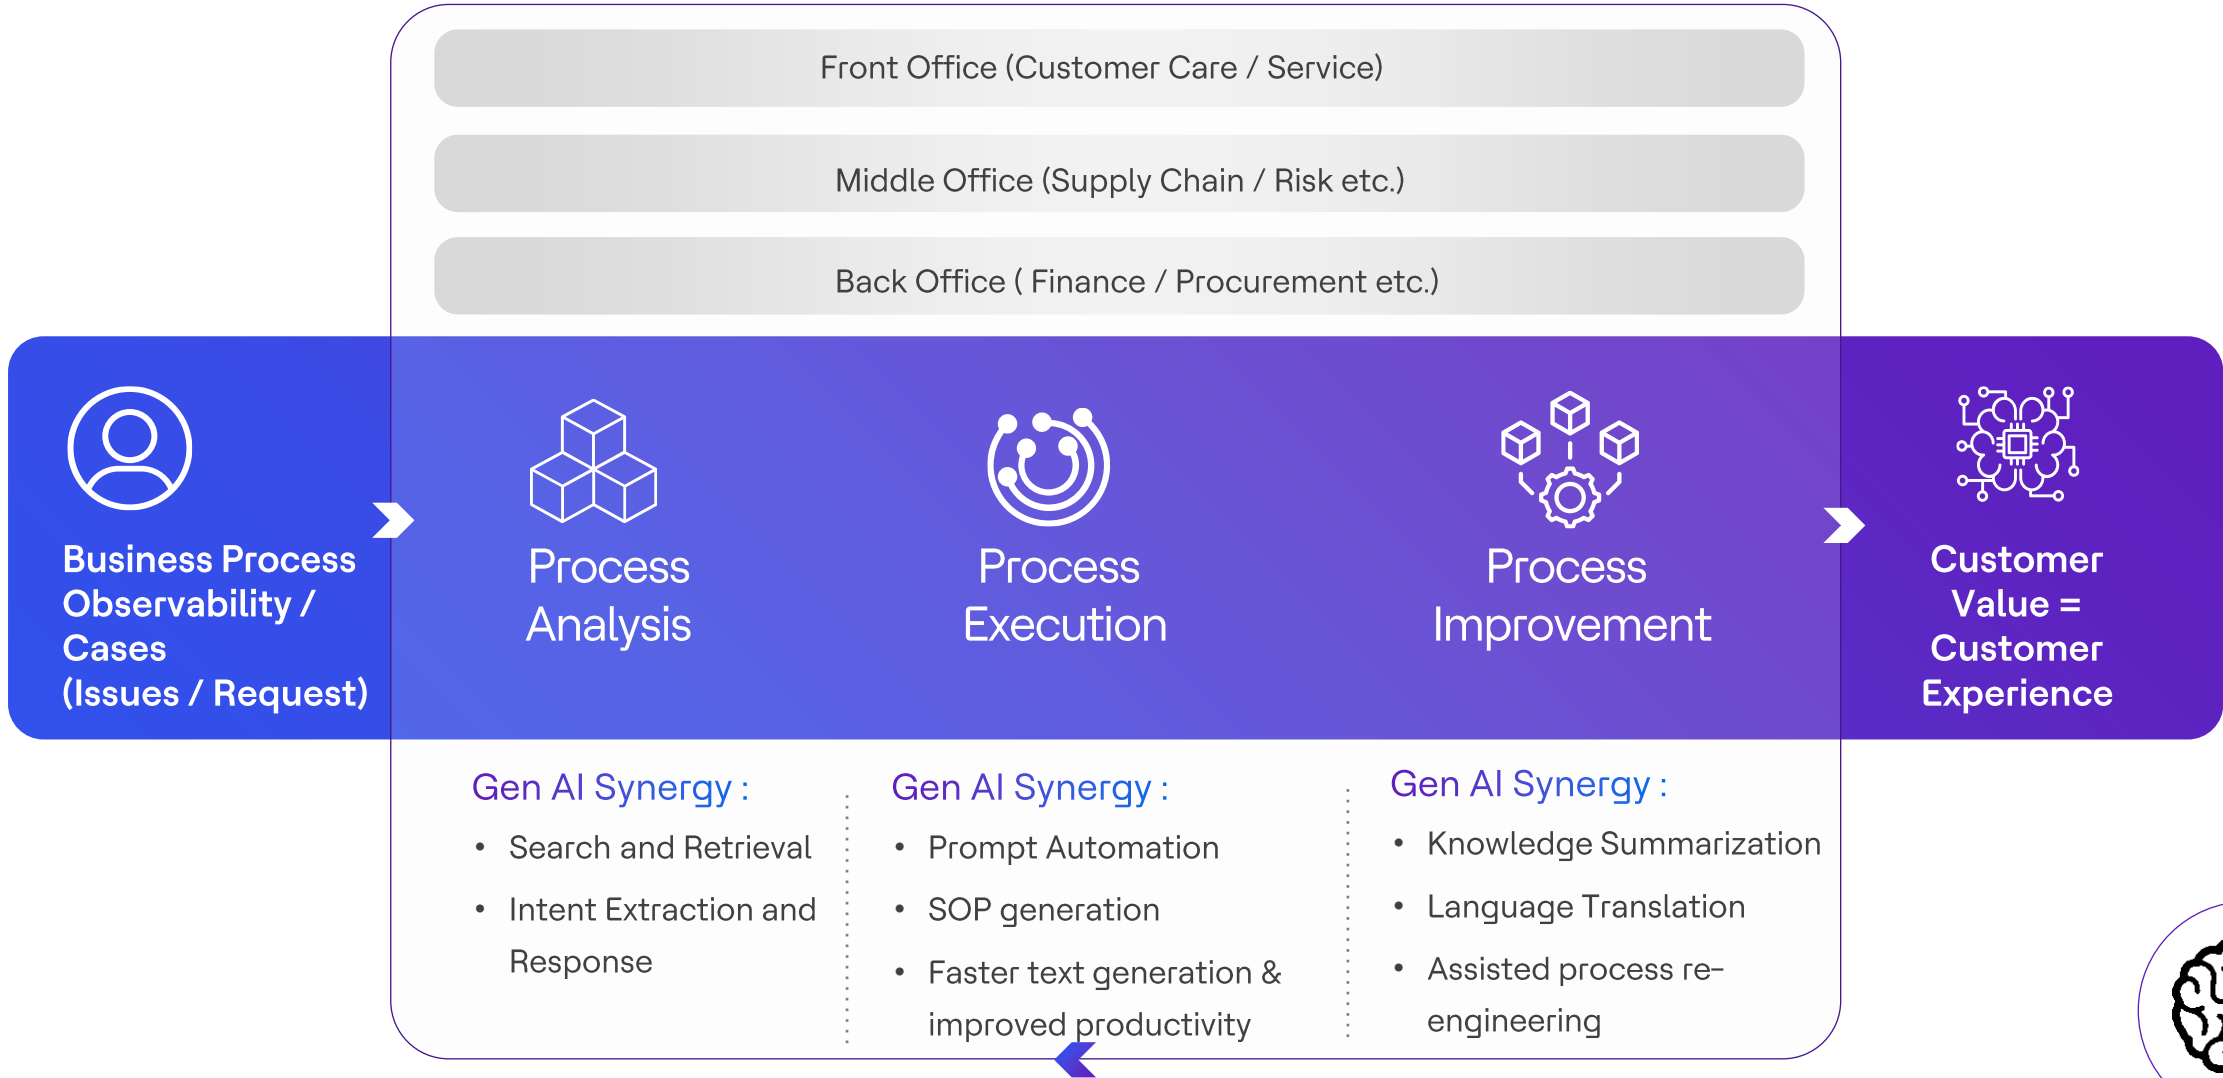 Front Office (Customer Care / Service)
Middle Office (Supply Chain / Risk etc.)
Back Office ( Finance / Procurement etc.)
Business Process
Observability /
Cases
(Issues / Request)
Process
Analysis
Process
Execution
Process
Improvement
Customer
Value =
Customer
Experience
Gen AI Synergy :
• Search and Retrieval
• Intent Extraction and
Response
Gen AI Synergy :
• Prompt Automation
• SOP generation
• Faster text generation &
improved productivity
Gen AI Synergy :
• Knowledge Summarization
• Language Translation
• Assisted process re-
engineering